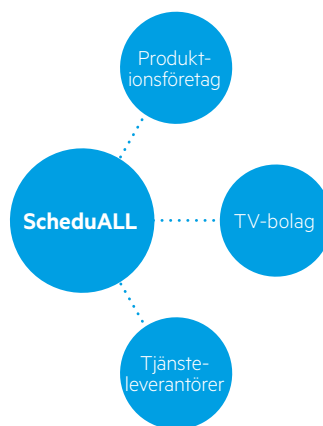 Produkt-
ionsföretag
ScheduALL
TV-bolag
Tjänste-
leverantörer